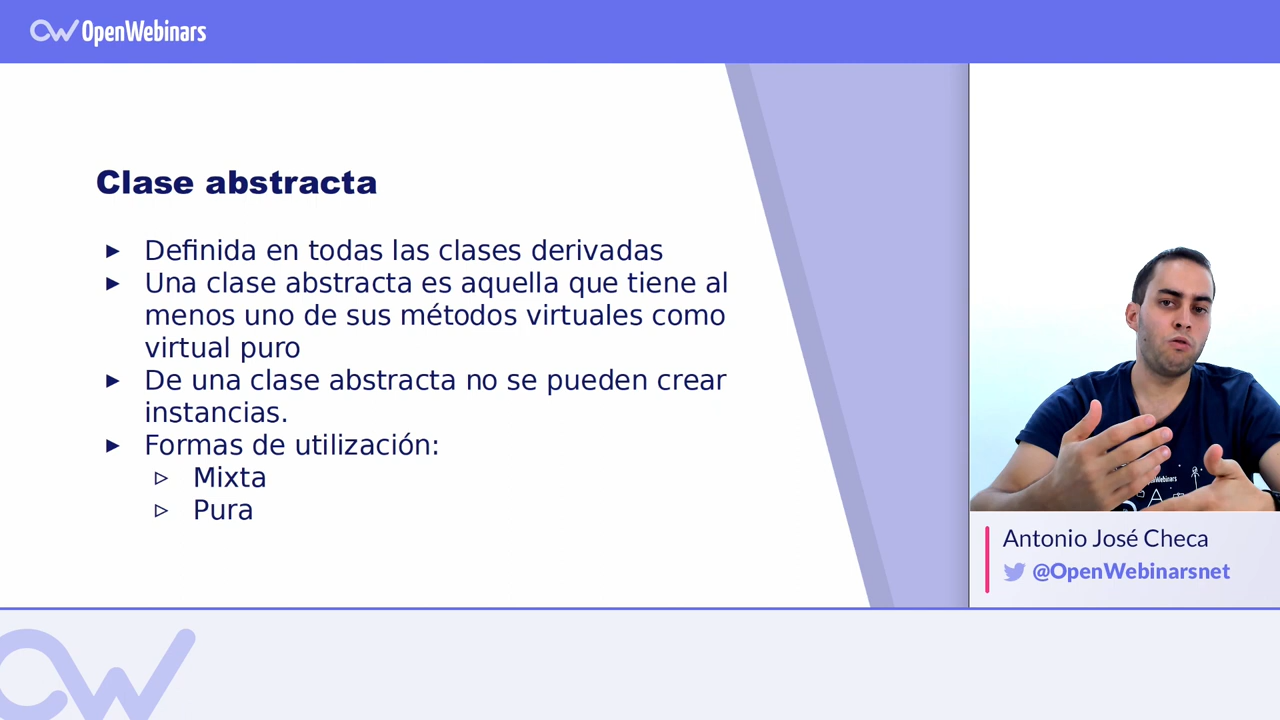 OpenWebinars
Clase abstracta
► Definida en todas las clases derivadas
► Una clase abstracta es aquella que tiene al
menos uno de sus métodos virtuales como
virtual puro
► De una clase abstracta no se pueden crear
instancias.
► Formas de utilización:
▷ Mixta
▷ Pura
Antonio José Checa
@OpenWebinarsnet